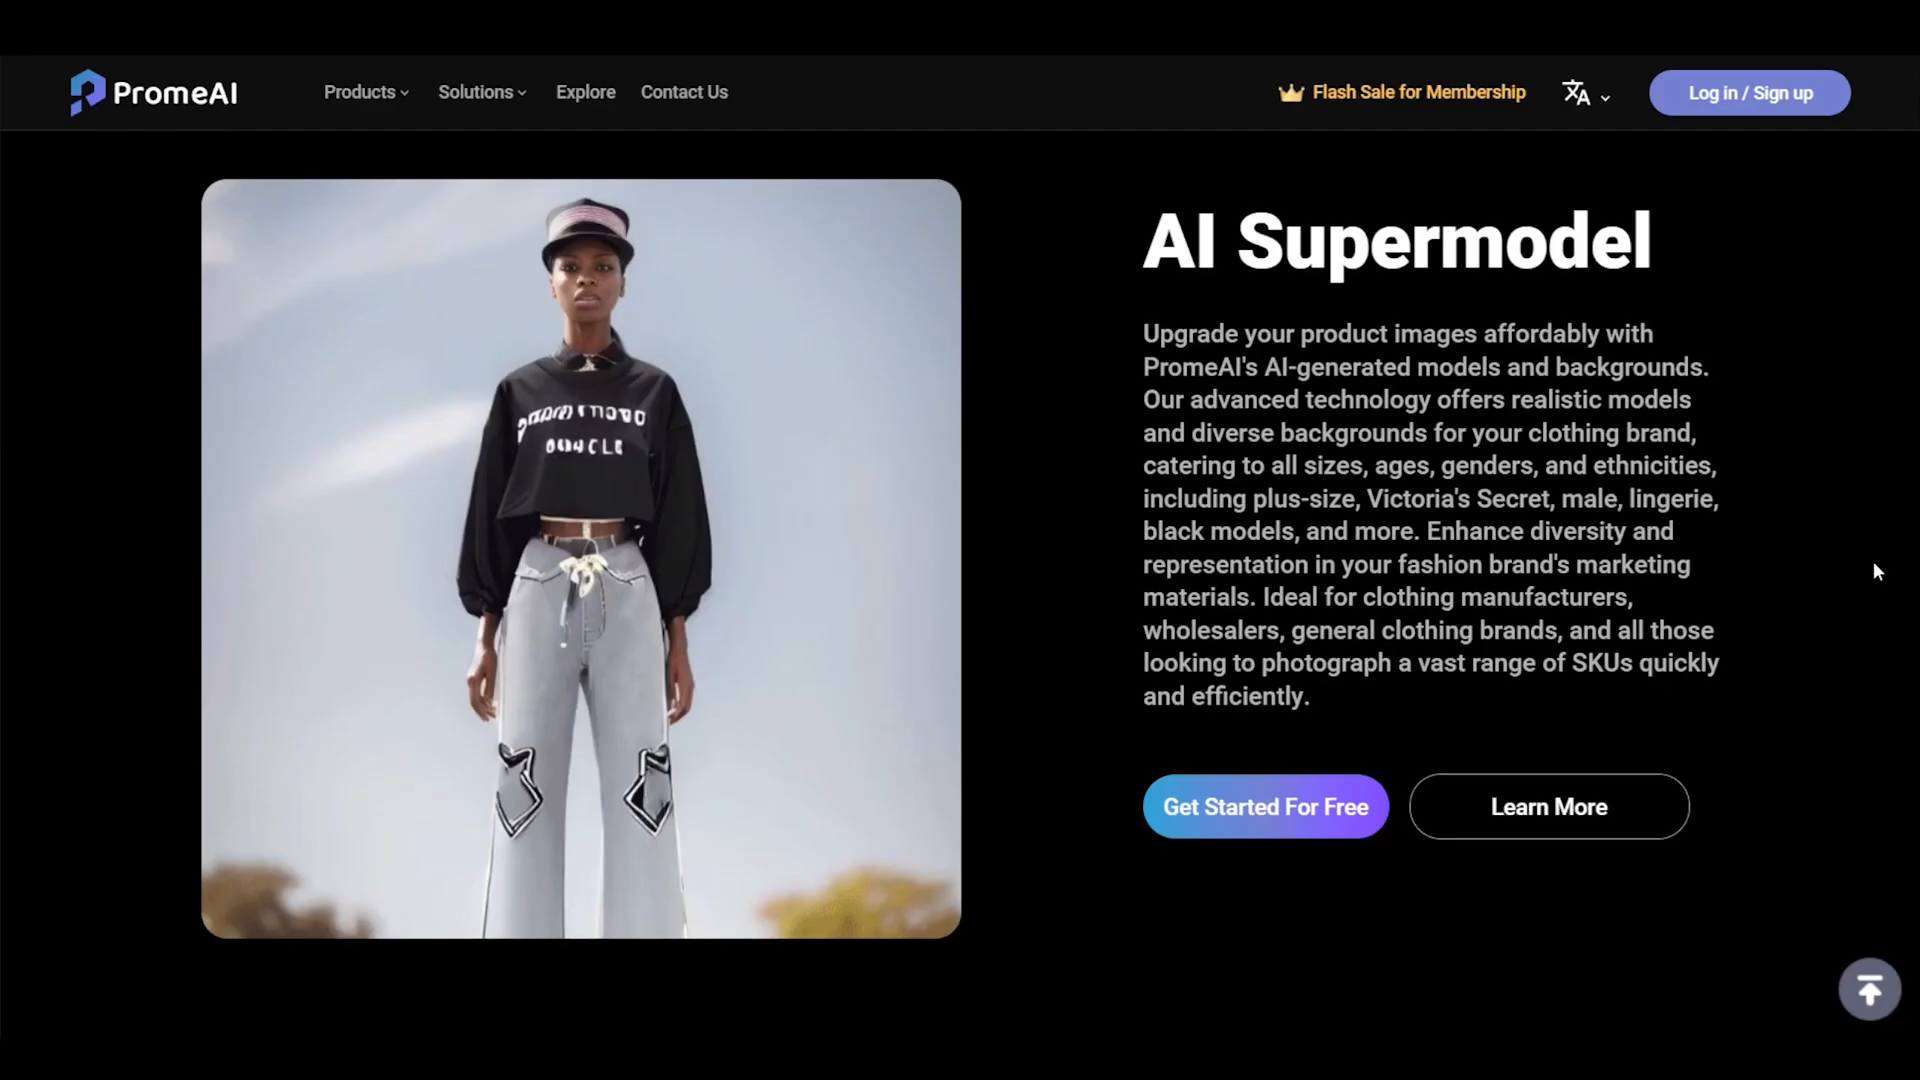 PromeAI
Products
Solutions
Explore
Contact Us
Flash Sale for Membership
Log in / Sign up
AI Supermodel
Upgrade your product images affordably with
PromeAI's AI-generated models and backgrounds.
Our advanced technology offers realistic models
and diverse backgrounds for your clothing brand,
catering to all sizes, ages, genders, and ethnicities,
including plus-size, Victoria's Secret, male, lingerie,
black models, and more. Enhance diversity and
representation in your fashion brand's marketing
materials. Ideal for clothing manufacturers,
wholesalers, general clothing brands, and all those
looking to photograph a vast range of SKUs quickly
and efficiently.
Get Started For Free
Learn More